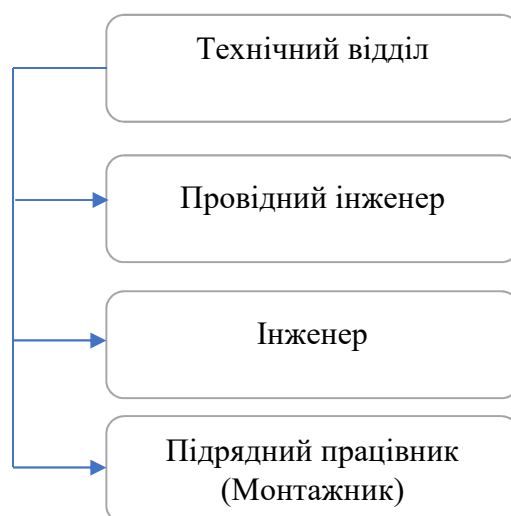 Технічний відділ
Провідний інженер
Інженер
Підрядний працівник
(Монтажник)